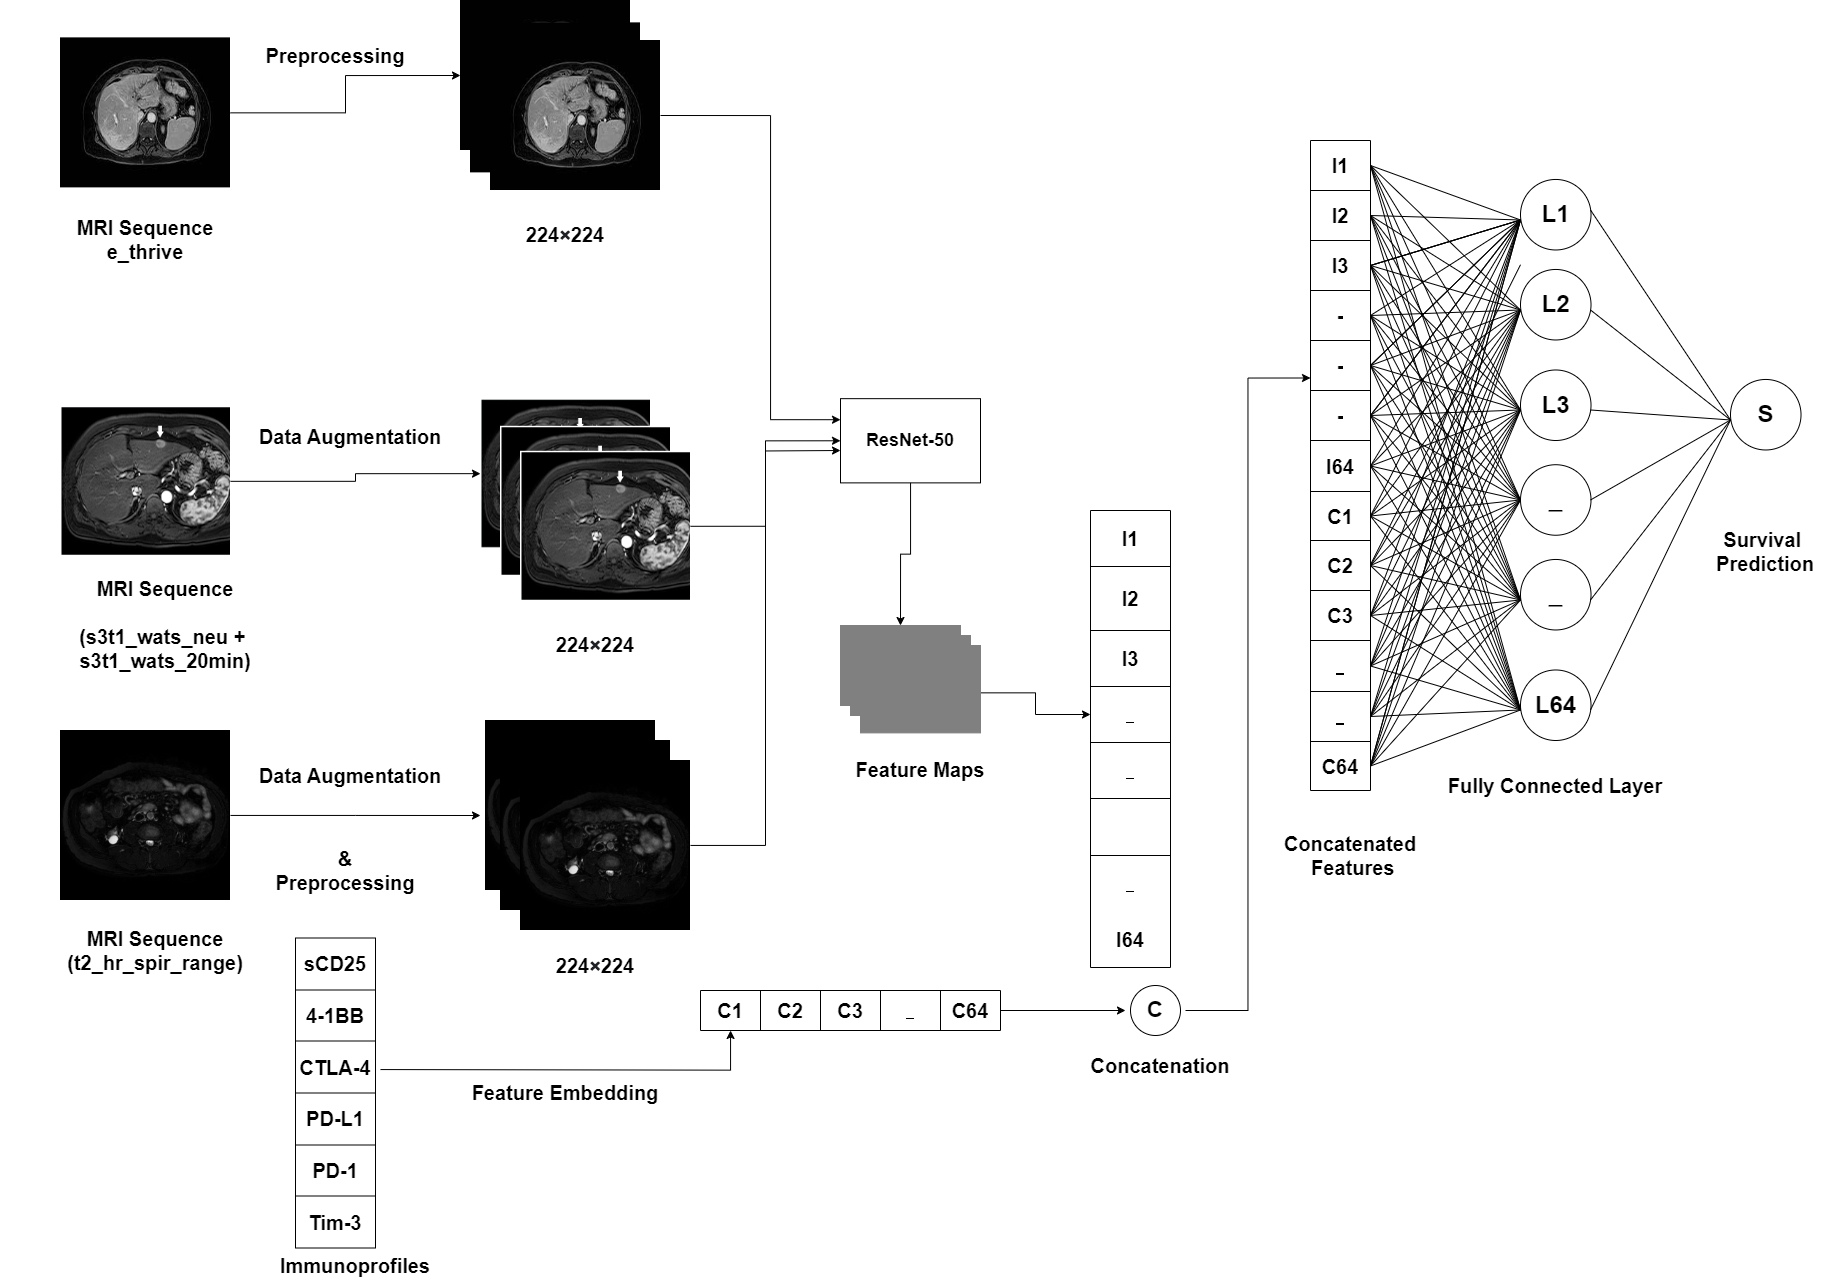 Preprocessing
MRI Sequence
e_thrive
224×224
Data Augmentation
MRI Sequence
(s3t1_wats_neu +
s3t1_wats_20min)
224×224
Data Augmentation
&
Preprocessing
MRI Sequence
(t2_hr_spir_range)
224×224
sCD25
4-1BB
CTLA-4
PD-L1
PD-1
Tim-3
Immunoprofiles
Feature Embedding
C1 C2 C3 _ C64
ResNet-50
Feature Maps
I1
I2
I3
_
_
_
I64
C
Concatenation
I1
I2
I3
-
-
-
I64
C1
C2
C3
_
_
C64
Concatenated
Features
L1
L2
L3
_
_
L64
Fully Connected Layer
S
Survival
Prediction